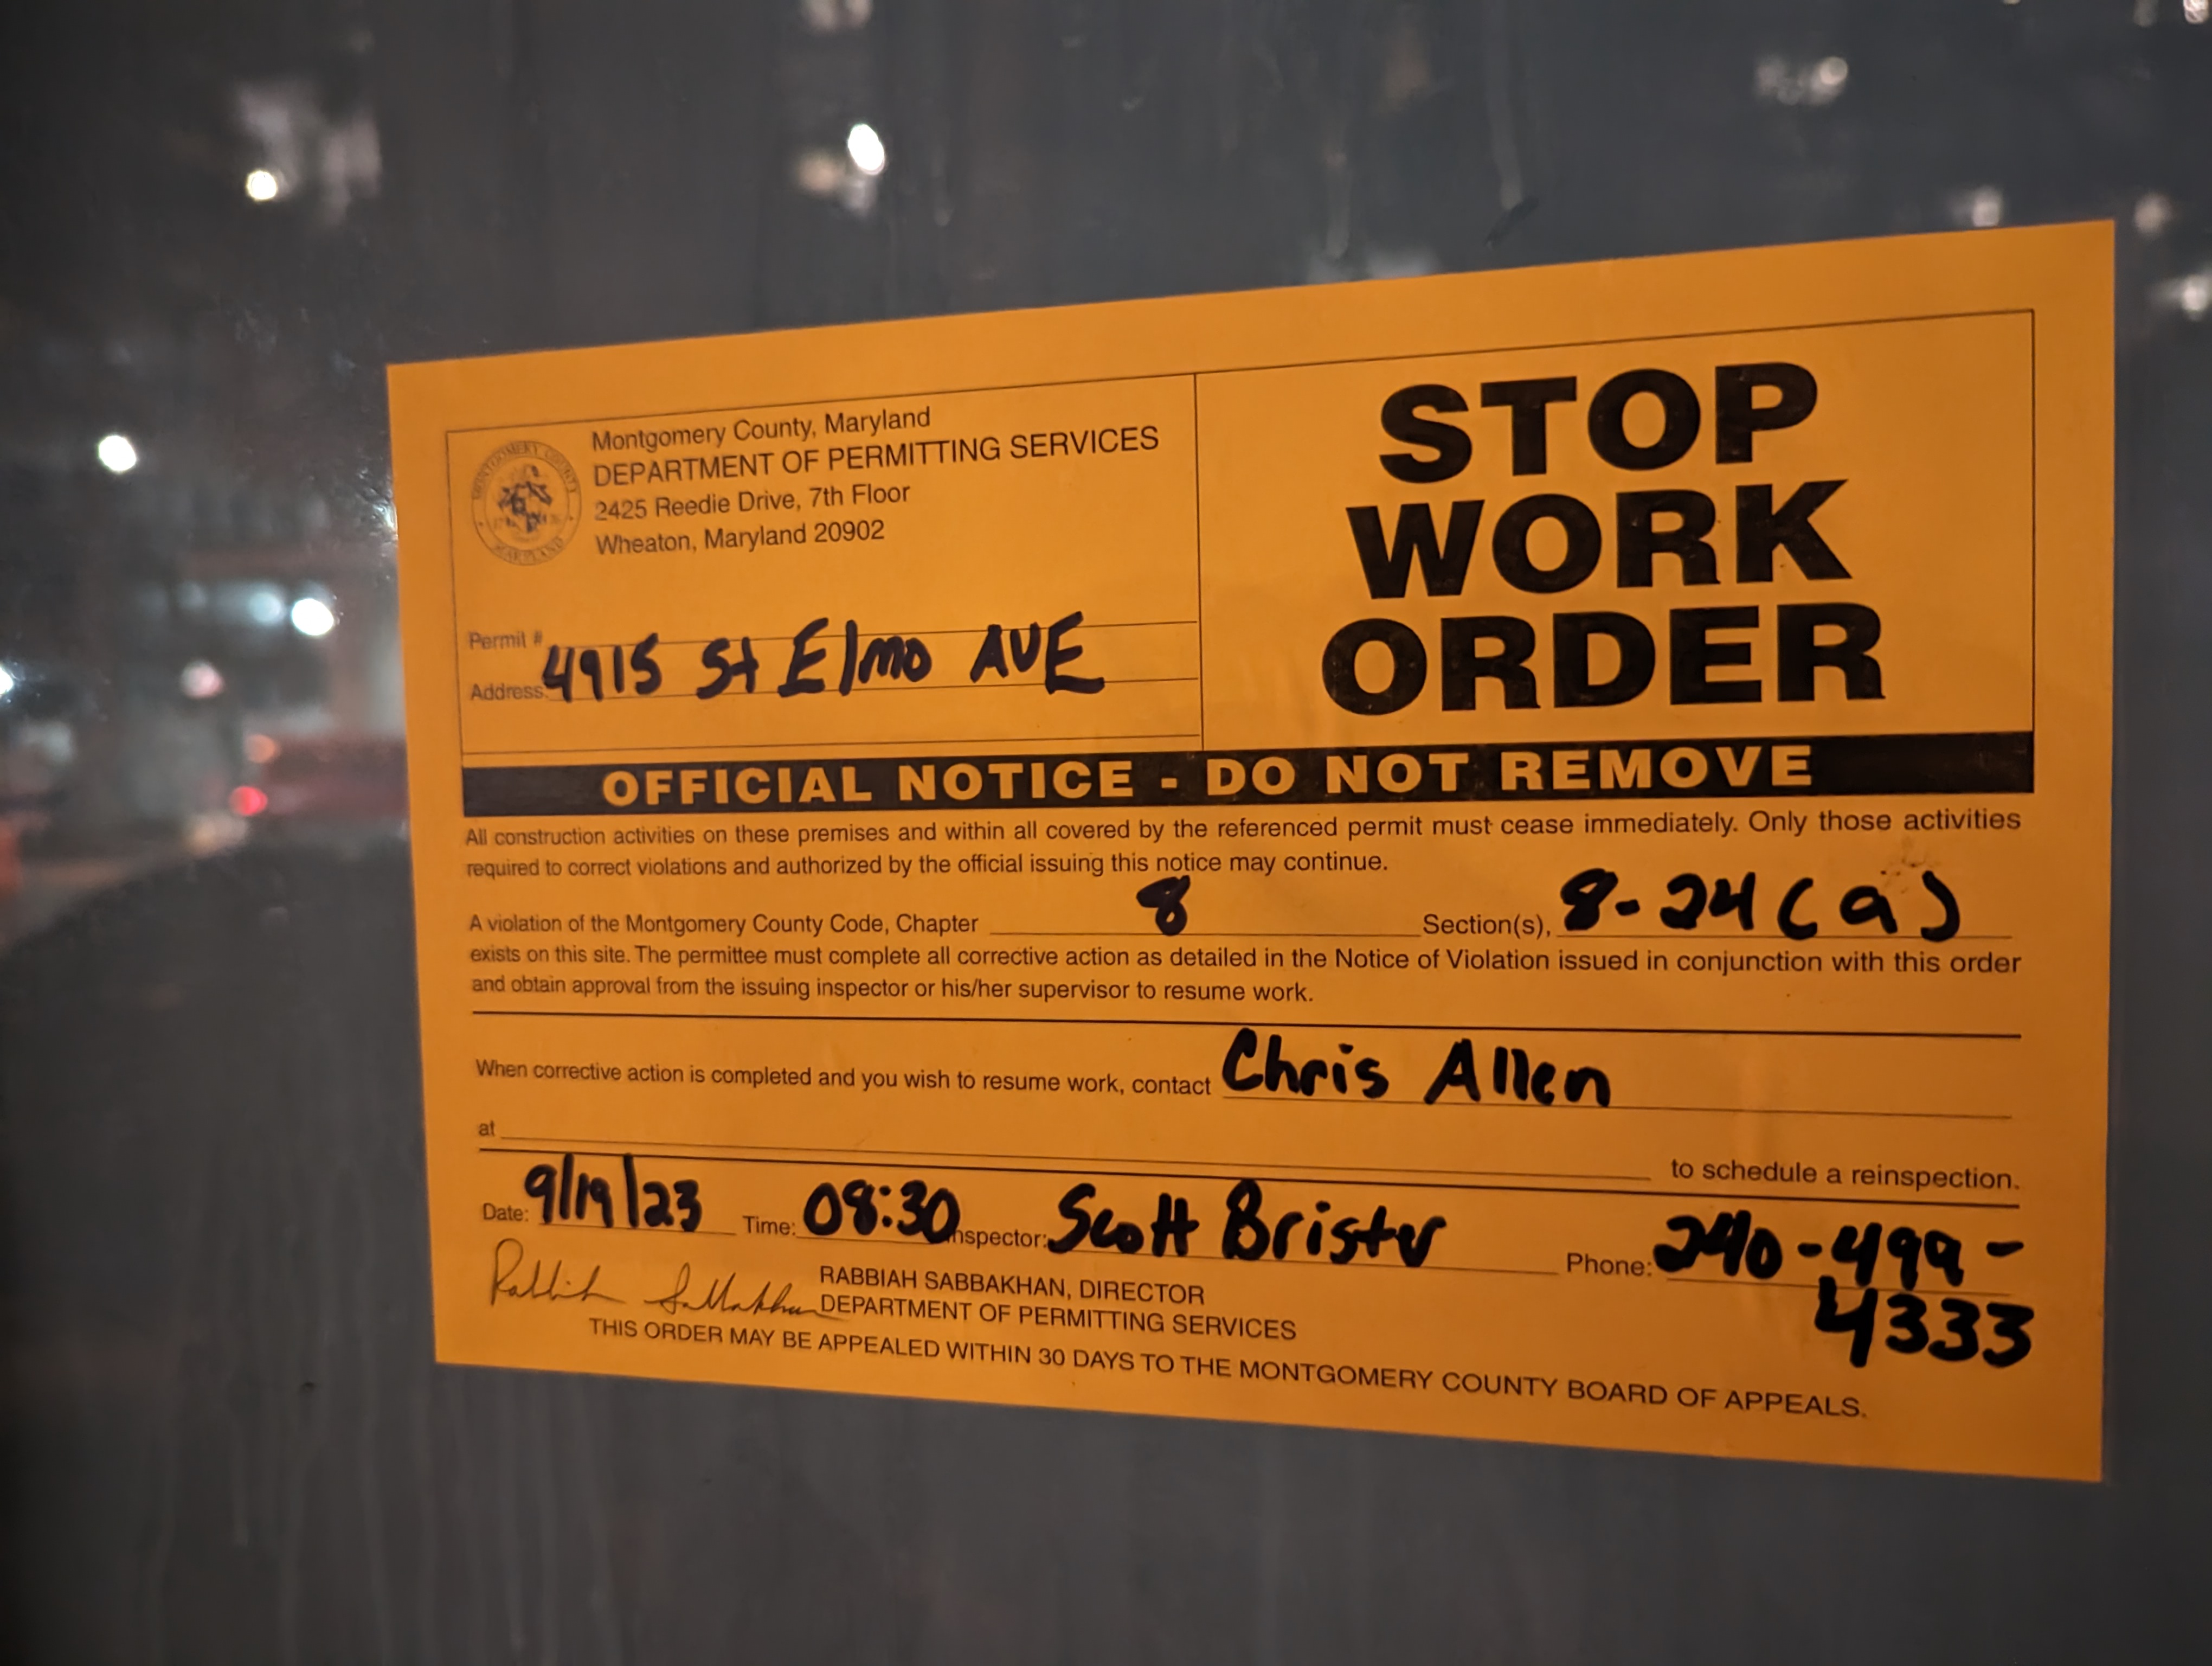 Montgomery County, Maryland
DEPARTMENT OF PERMITTING SERVICES
2425 Reedie Drive, 7th Floor
Wheaton, Maryland 20902
Permit #
Address: 4915 St Elmo AVE
STOP
WORK
ORDER
OFFICIAL NOTICE - DO NOT REMOVE
All construction activities on these premises and within all covered by the referenced permit must cease immediately. Only those activities
required to correct violations and authorized by the official issuing this notice may continue.
A violation of the Montgomery County Code, Chapter 8 Section(s), 8-24(a)
exists on this site. The permittee must complete all corrective action as detailed in the Notice of Violation issued in conjunction with this order
and obtain approval from the issuing inspector or his/her supervisor to resume work.
When corrective action is completed and you wish to resume work, contact Chris Allen
at to schedule a reinspection.
Date: 9/19/23 Time: 08:30 Inspector: Scott Brister Phone: 240-499-
4333
RABBIAH SABBAKHAN, DIRECTOR
DEPARTMENT OF PERMITTING SERVICES
THIS ORDER MAY BE APPEALED WITHIN 30 DAYS TO THE MONTGOMERY COUNTY BOARD OF APPEALS.